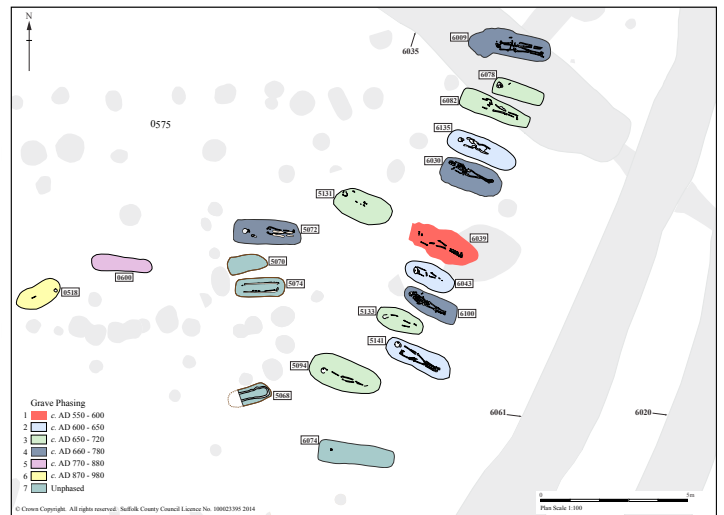 N
6035
6009
6078
6082
0575
6135
6030
5131
5072
6039
5070
6043
0600
5074
0518
6100
5133
5141
5094
5068
6061
6020
6074
Grave Phasing
1 c. AD 550 - 600
2 c. AD 600 - 650
3 c. AD 650 - 720
4 c. AD 660 - 780
5 c. AD 770 - 880
6 c. AD 870 - 980
7 Unphased
0 5m
Plan Scale 1:100
© Crown Copyright. All rights reserved. Suffolk County Council Licence No. 100023395 2014